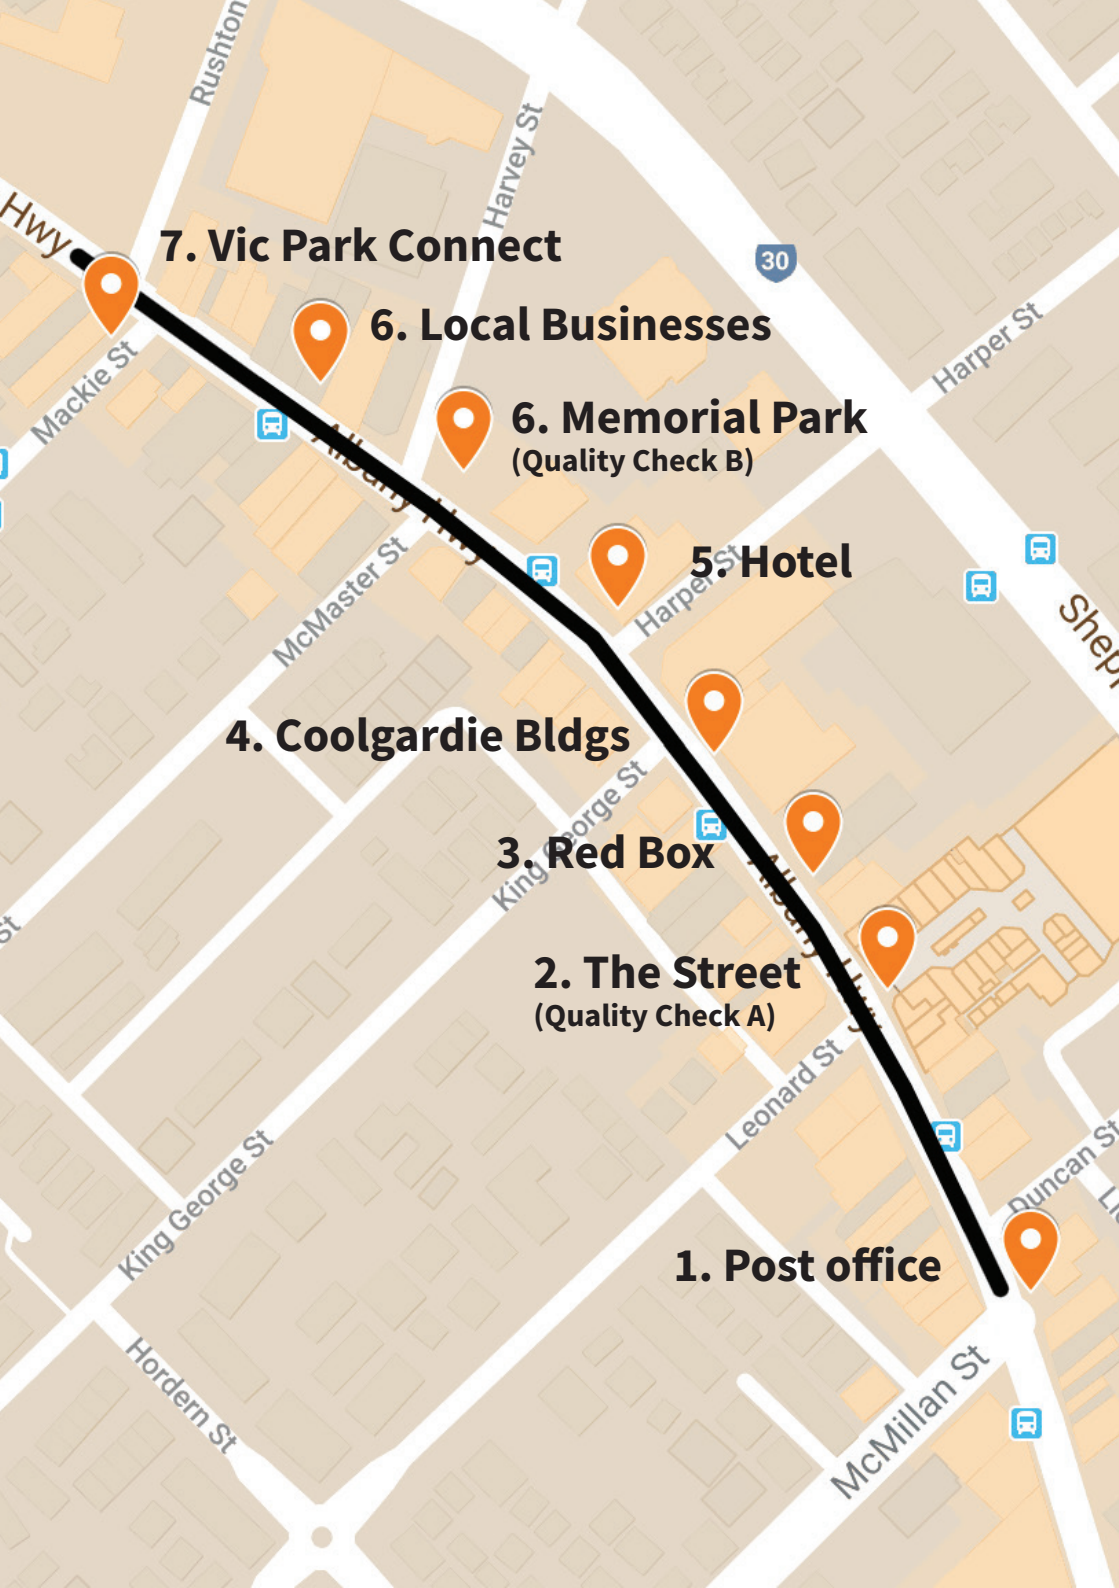 Rushton
Harvey St
Hwy
7. Vic Park Connect
30
6. Local Businesses
Harper St
Mackie St
6. Memorial Park
(Quality Check B)
Albany Hwy
McMaster St
5. Hotel
Harper St
4. Coolgardie Bldgs
King George St
3. Red Box
Albany Hwy
2. The Street
(Quality Check A)
St
Leonard St
Duncan St
King George St
1. Post office
Hordern St
McMillan St